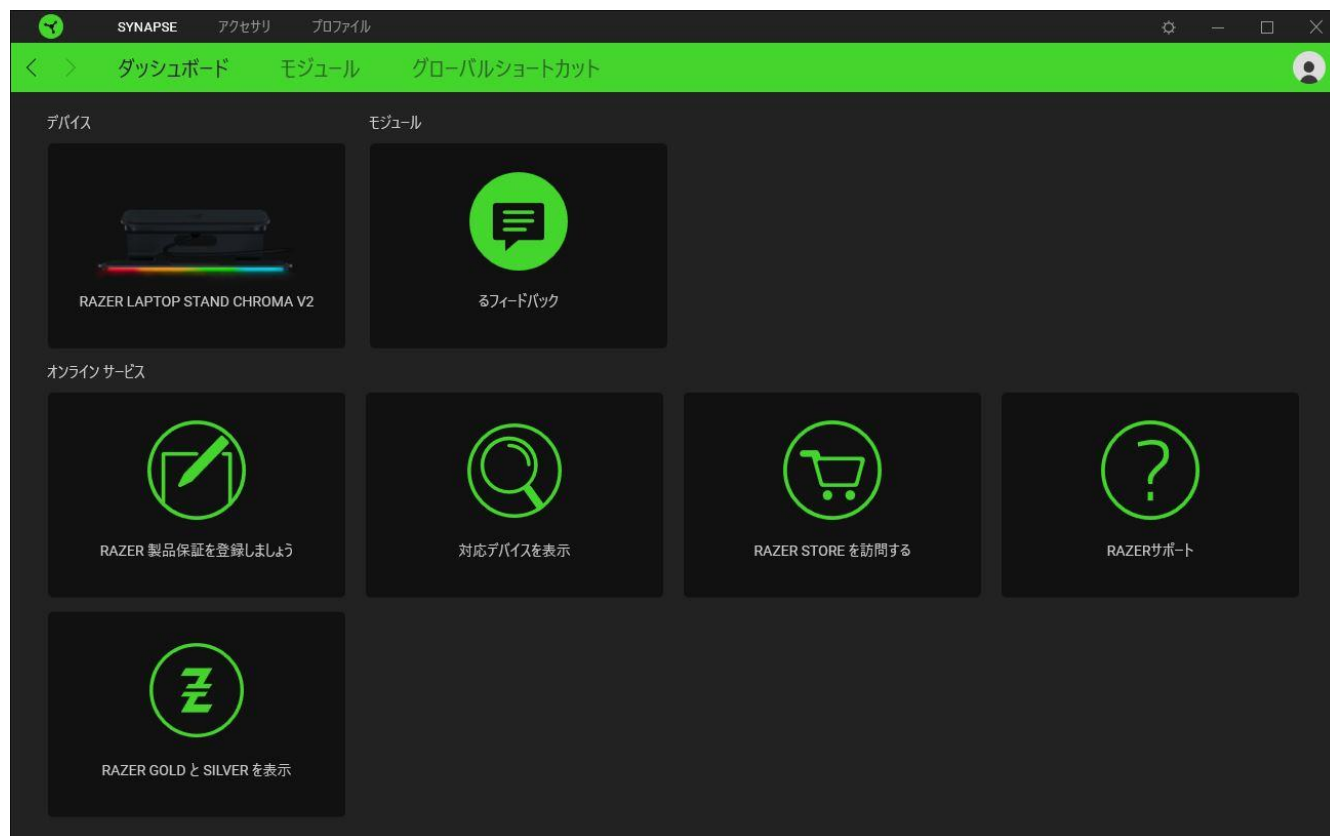 SYNAPSE アクセサリ プロファイル
ダッシュボード モジュール グローバルショートカット
デバイス モジュール
RAZER LAPTOP STAND CHROMA V2 るフィードバック
オンライン サービス
RAZER 製品保証を登録しましょう 対応デバイスを表示 RAZER STORE を訪問する RAZERサポート
RAZER GOLD と SILVER を表示